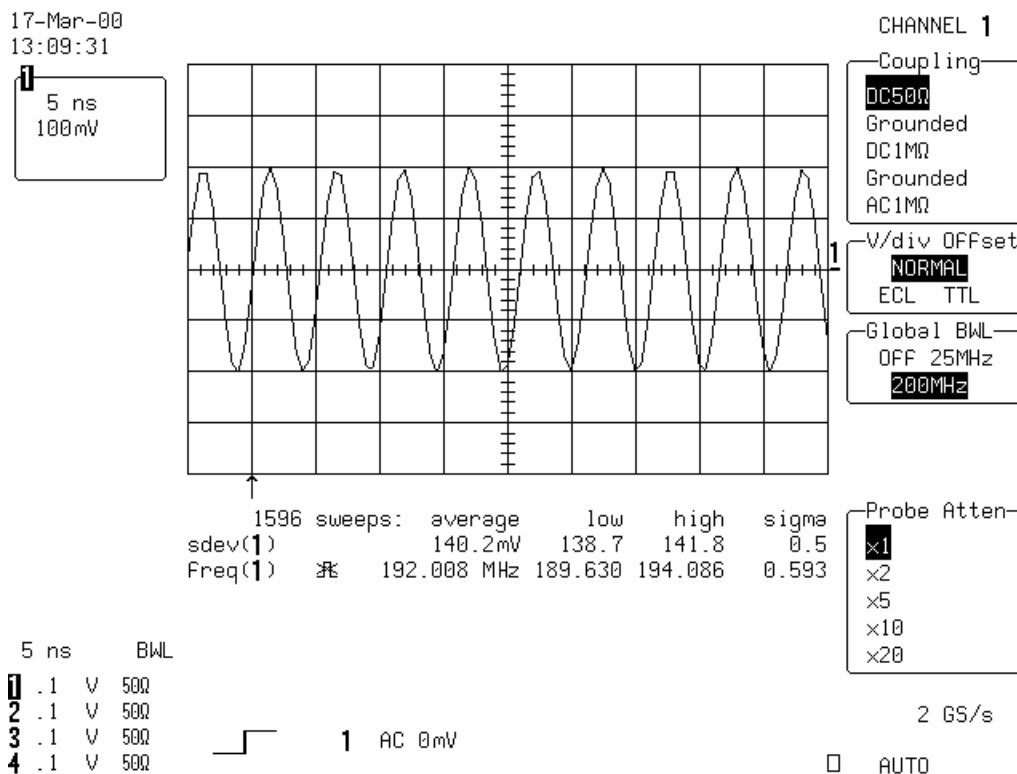 17-Mar-00
13:09:31
1
5 ns
100mV
1
CHANNEL 1
Coupling
DC50Ω
Grounded
DC1MΩ
Grounded
AC1MΩ
V/div OFFset
NORMAL
ECL TTL
Global BWL
OFF 25MHz
200MHz
1596 sweeps: average low high sigma
sdev(1) 140.2mV 138.7 141.8 0.5
Freq(1) 192.008 MHz 189.630 194.086 0.593
Probe Atten
×1
×2
×5
×10
×20
5 ns BWL
1 .1 V 50Ω
2 .1 V 50Ω
3 .1 V 50Ω
4 .1 V 50Ω
1 AC 0mV
2 GS/s
AUTO